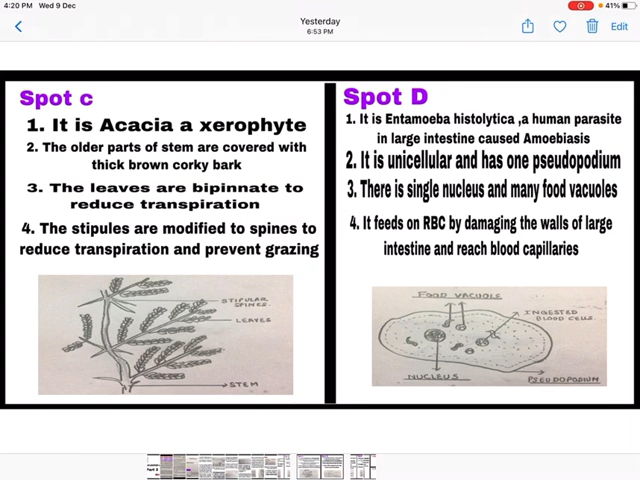 4:20 PM Wed 9 Dec
41%
Yesterday
6:53 PM
Edit
Spot c
1. It is Acacia a xerophyte
2. The older parts of stem are covered with
thick brown corky bark
3. The leaves are bipinnate to
reduce transpiration
4. The stipules are modified to spines to
reduce transpiration and prevent grazing
STIPULAR
SPINES.
LEAVES
STEM
Spot D
1. It is Entamoeba histolytica ,a human parasite
in large intestine caused Amoebiasis
2. It is unicellular and has one pseudopodium
3. There is single nucleus and many food vacuoles
4. It feeds on RBC by damaging the walls of large
intestine and reach blood capillaries
FOOD VACUOLE
INGESTED
BLOOD CELLS.
NUCLEUS
PSEUDOPODIUM